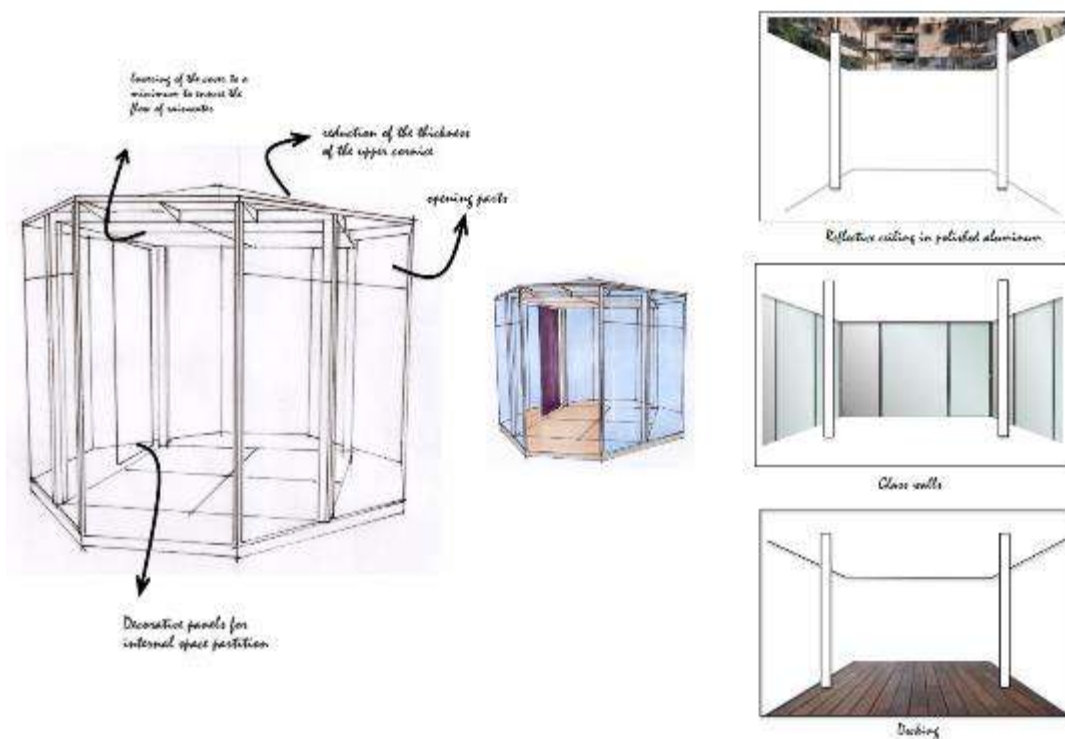 Lowering of the cover to a
minimum to ensure the
flow of rainwater
reduction of the thickness
of the upper cornice
opening parts
Decorative panels for
internal space partition
Reflective ceiling in polished aluminum
Glass walls
Decking